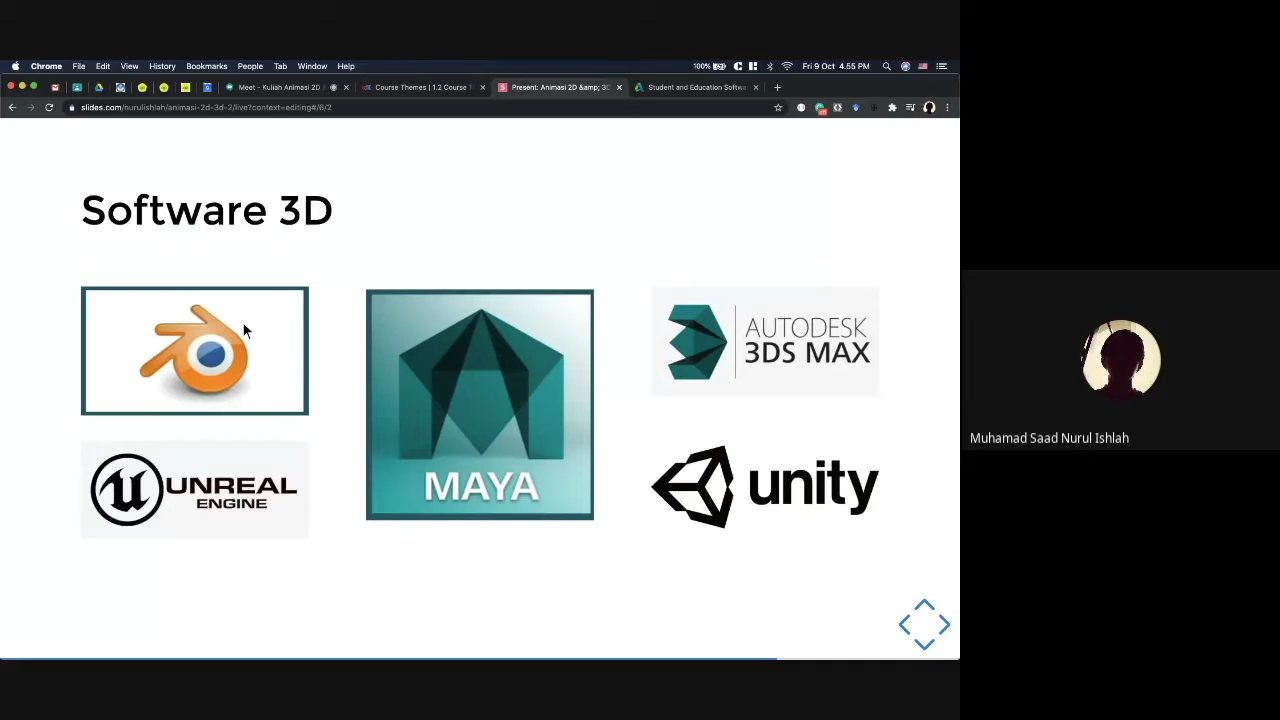 Chrome File Edit View History Bookmarks People Tab Window Help 100% Fri 9 Oct 4.55 PM
Meet - Kuliah Animasi 2D Course Themes | 1.2 Course T Present: Animasi 2D &amp; 3D Student and Education Softwa
slides.com/nurulishlah/animasi-2d-3d-2/live?context=editing#/6/2
Software 3D
AUTODESK
3DS MAX
MAYA
UNREAL
ENGINE
unity
Muhamad Saad Nurul Ishlah